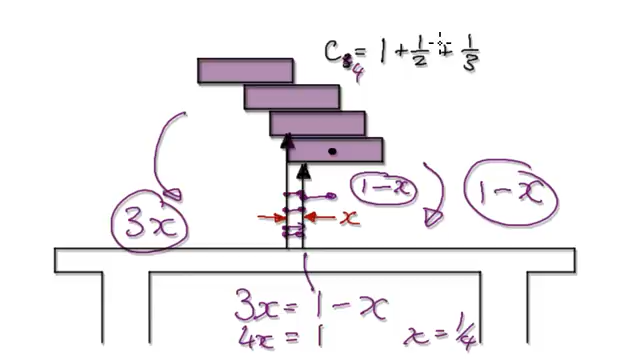 C₄ = 1 + 1/2 + 1/3
3x
1-x
1-x
x
3x = 1 - x
4x = 1
x = 1/4